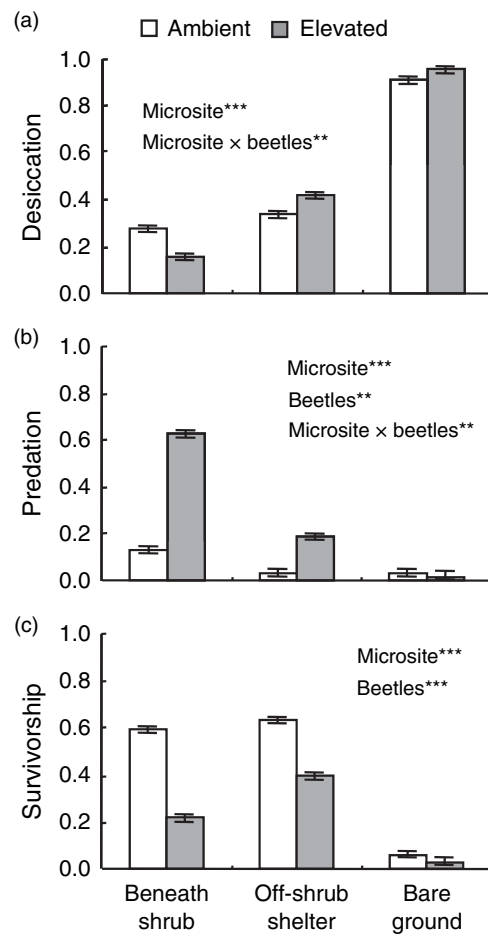 (a)
Ambient Elevated
1.0
0.8
0.6
0.4
0.2
0.0
Desiccation
Microsite***
Microsite × beetles**
(b)
1.0
0.8
0.6
0.4
0.2
0.0
Predation
Microsite***
Beetles**
Microsite × beetles**
(c)
1.0
0.8
0.6
0.4
0.2
0.0
Survivorship
Microsite***
Beetles***
Beneath
shrub
Off-shrub
shelter
Bare
ground